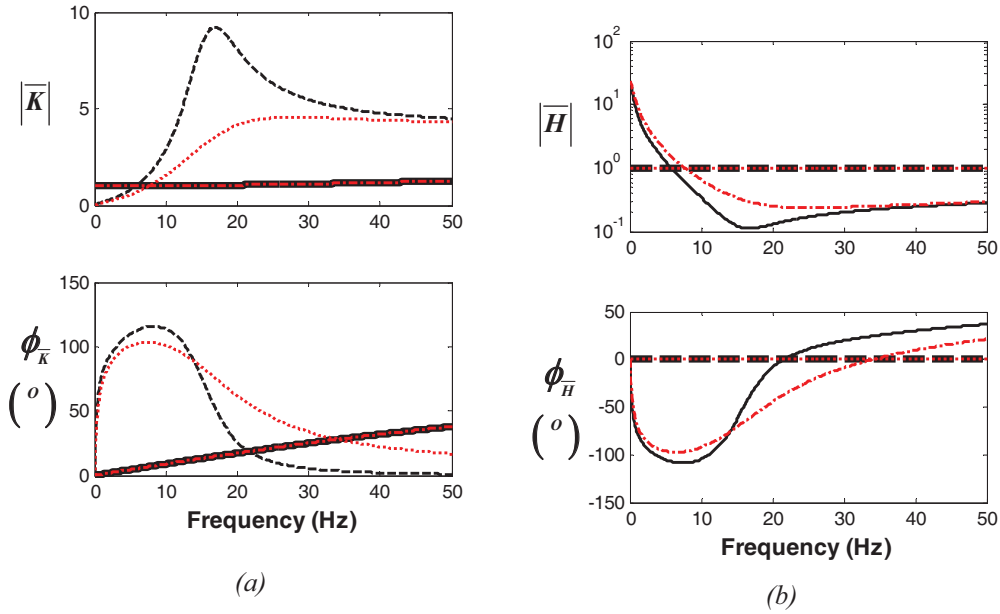 10
5
0
0 10 20 30 40 50
|K̅|
150
100
50
0
0 10 20 30 40 50
ϕ_K̅
(o)
Frequency (Hz)
(a)
10²
10¹
10⁰
10⁻¹
0 10 20 30 40 50
|H̅|
50
0
-50
-100
-150
0 10 20 30 40 50
ϕ_H̅
(o)
Frequency (Hz)
(b)